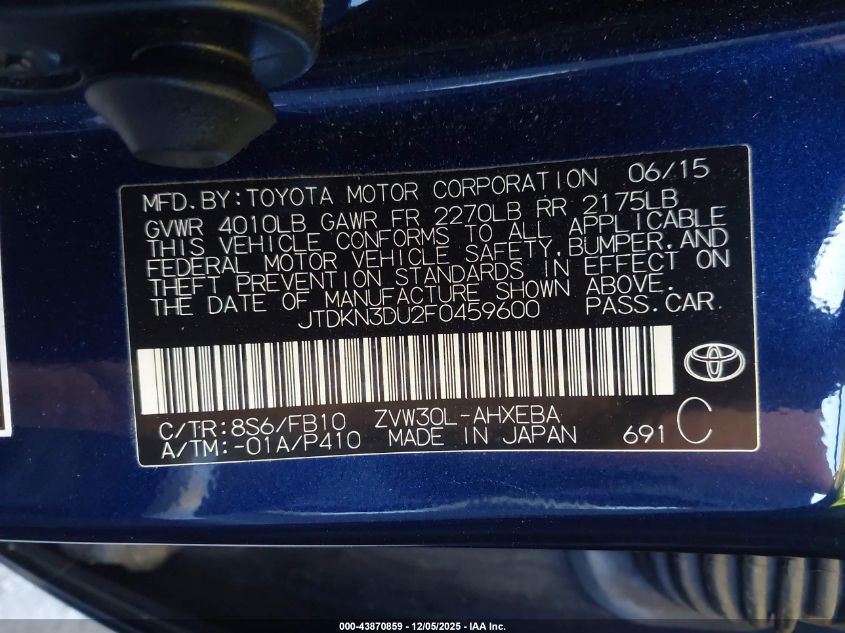 MFD.BY:TOYOTA MOTOR CORPORATION 06/15
GVWR 4010LB GAWR FR 2270LB RR 2175LB
THIS VEHICLE CONFORMS TO ALL APPLICABLE
FEDERAL MOTOR VEHICLE SAFETY,BUMPER,AND
THEFT PREVENTION STANDARDS IN EFFECT ON
THE DATE OF MANUFACTURE SHOWN ABOVE.
JTDKN3DU2F0459600 PASS.CAR
C/TR:8S6/FB10 ZVW30L-AHXEBA
A/TM:-01A/P410 MADE IN JAPAN 691 C
000-43870859 - 12/05/2025 - IAA Inc.